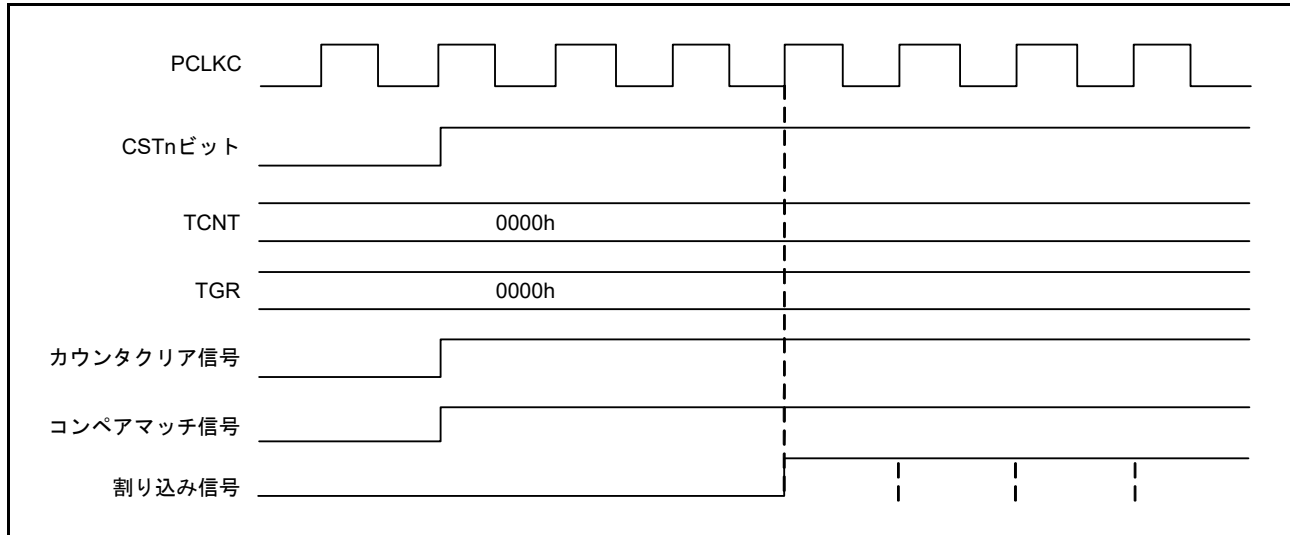 PCLKC
CSTnビット
TCNT
0000h
TGR
0000h
カウンタクリア信号
コンペアマッチ信号
割り込み信号